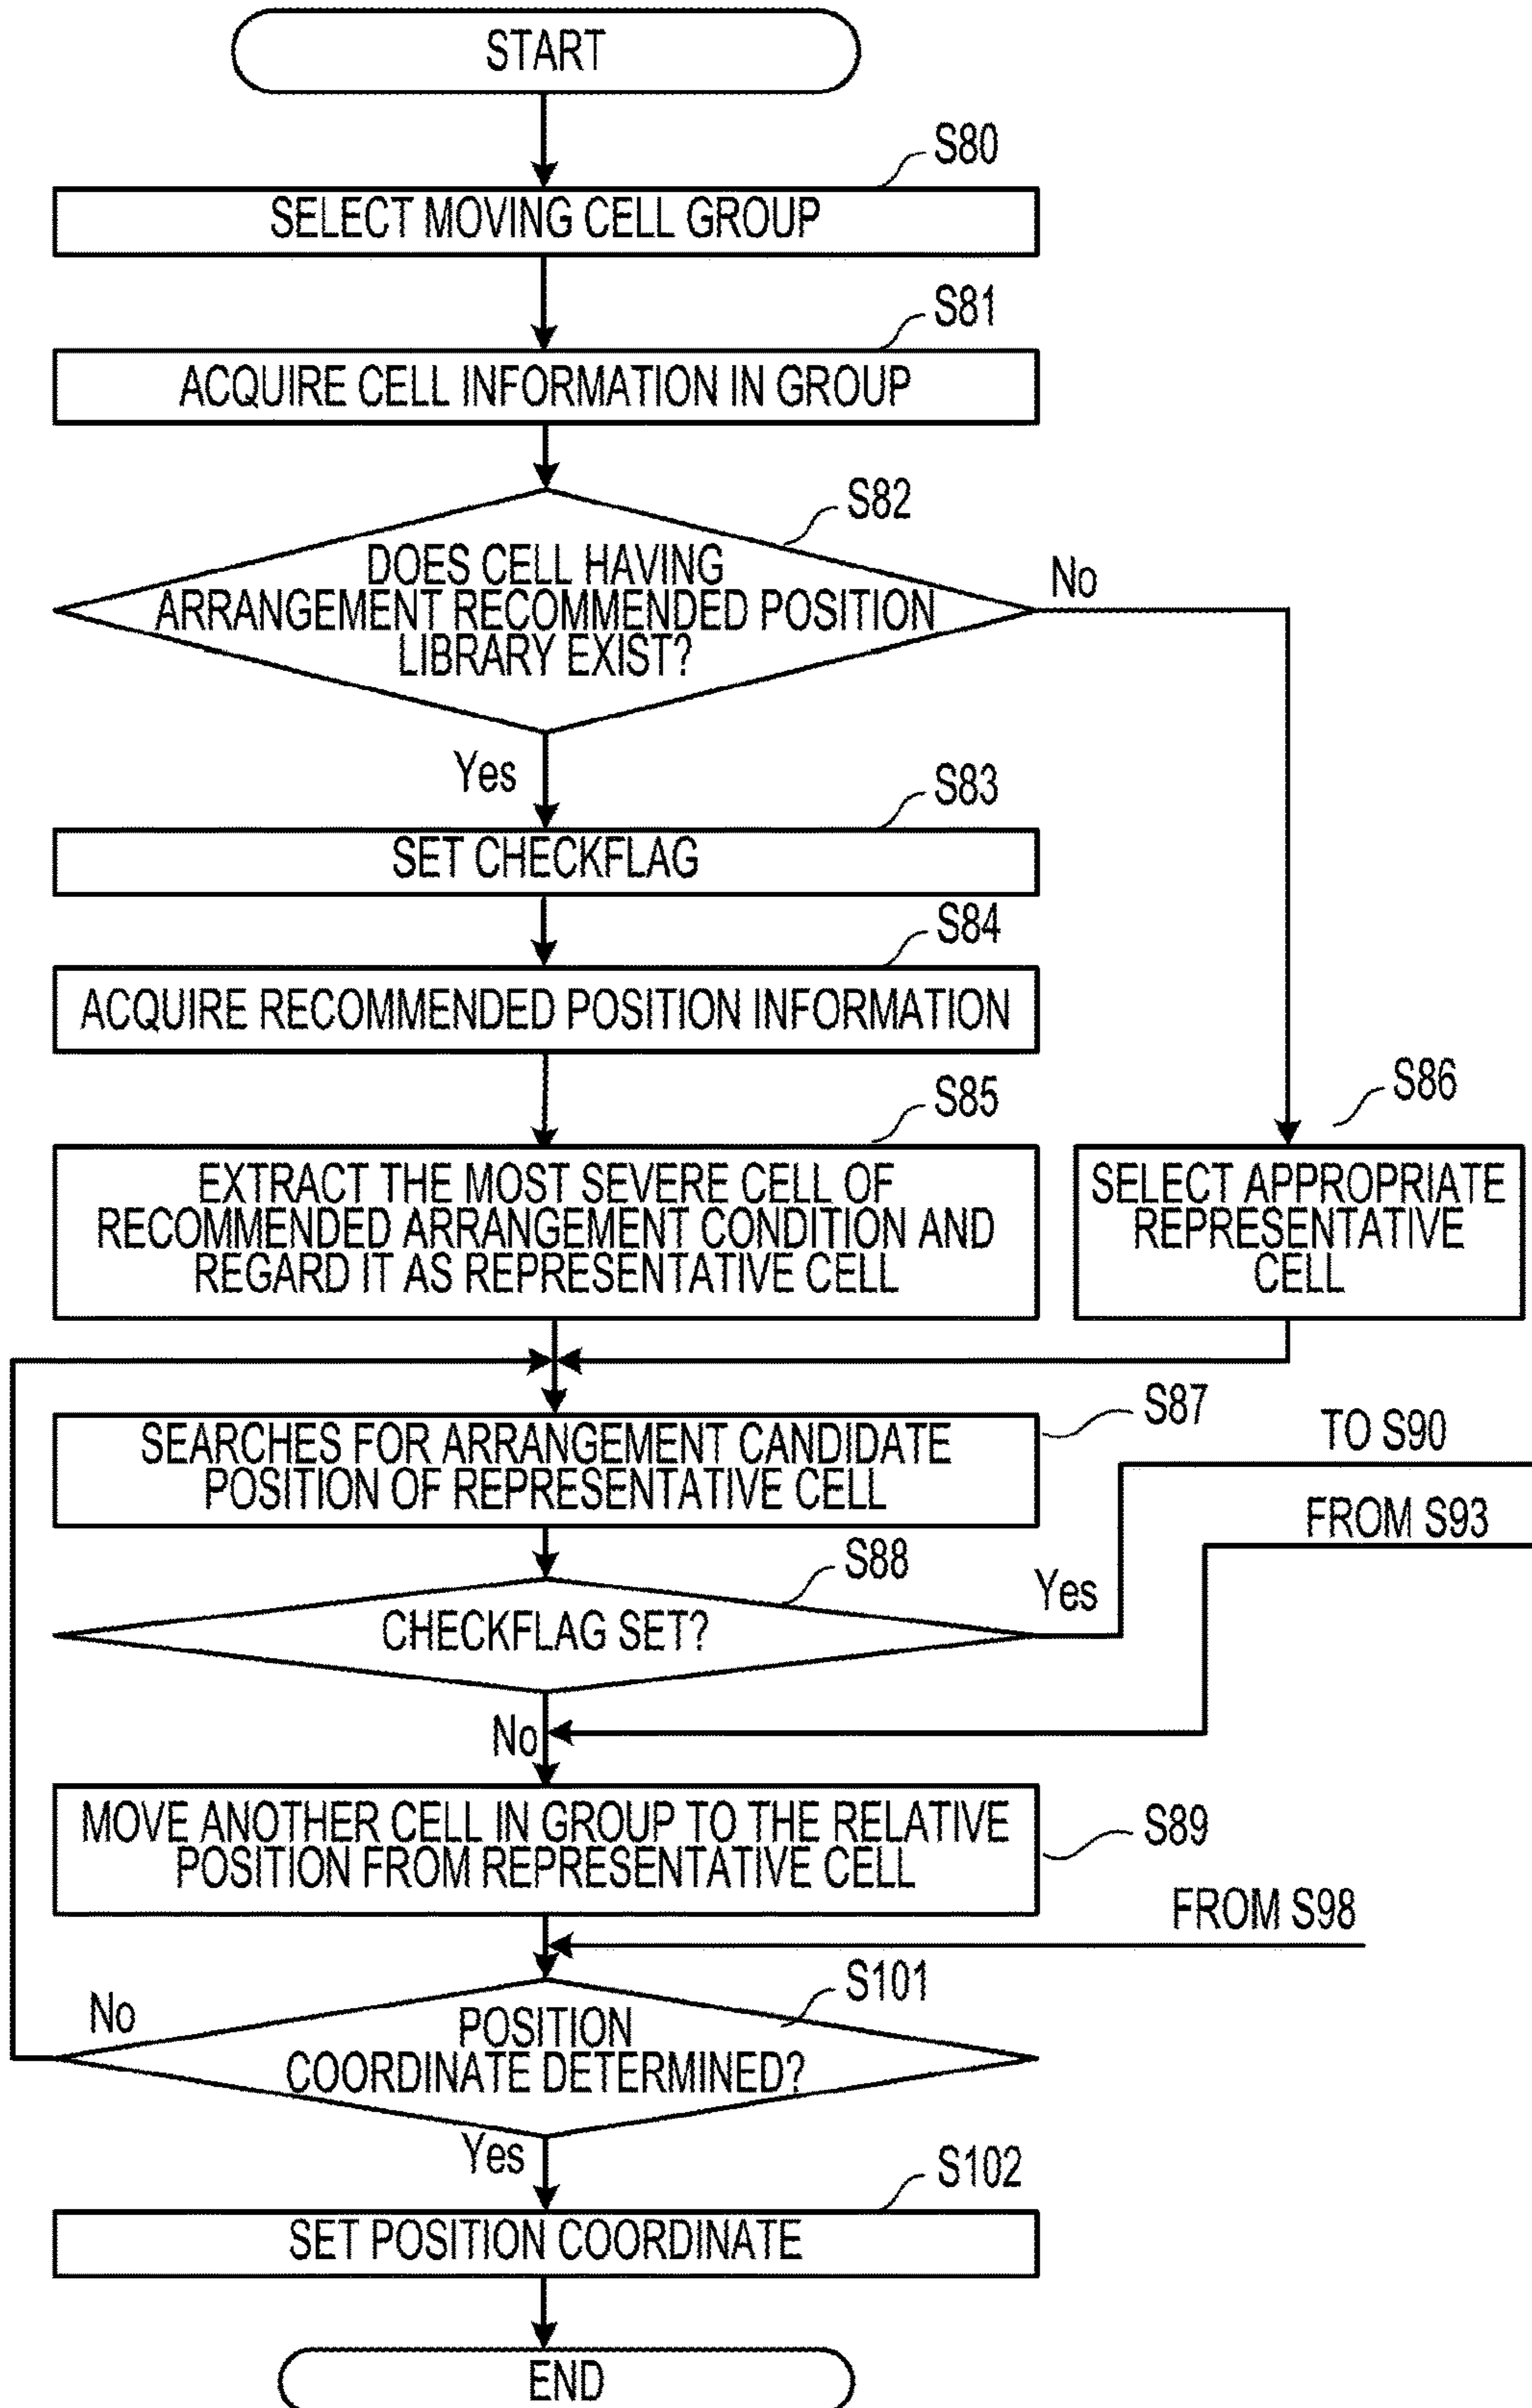 START
S80
SELECT MOVING CELL GROUP
S81
ACQUIRE CELL INFORMATION IN GROUP
S82
DOES CELL HAVING
ARRANGEMENT RECOMMENDED POSITION
LIBRARY EXIST?
No
Yes
S83
SET CHECKFLAG
S84
ACQUIRE RECOMMENDED POSITION INFORMATION
S85
EXTRACT THE MOST SEVERE CELL OF
RECOMMENDED ARRANGEMENT CONDITION AND
REGARD IT AS REPRESENTATIVE CELL
S86
SELECT APPROPRIATE
REPRESENTATIVE
CELL
S87
SEARCHES FOR ARRANGEMENT CANDIDATE
POSITION OF REPRESENTATIVE CELL
TO S90
FROM S93
S88
CHECKFLAG SET?
Yes
No
MOVE ANOTHER CELL IN GROUP TO THE RELATIVE
POSITION FROM REPRESENTATIVE CELL
S89
FROM S98
S101
POSITION
COORDINATE DETERMINED?
No
Yes
S102
SET POSITION COORDINATE
END